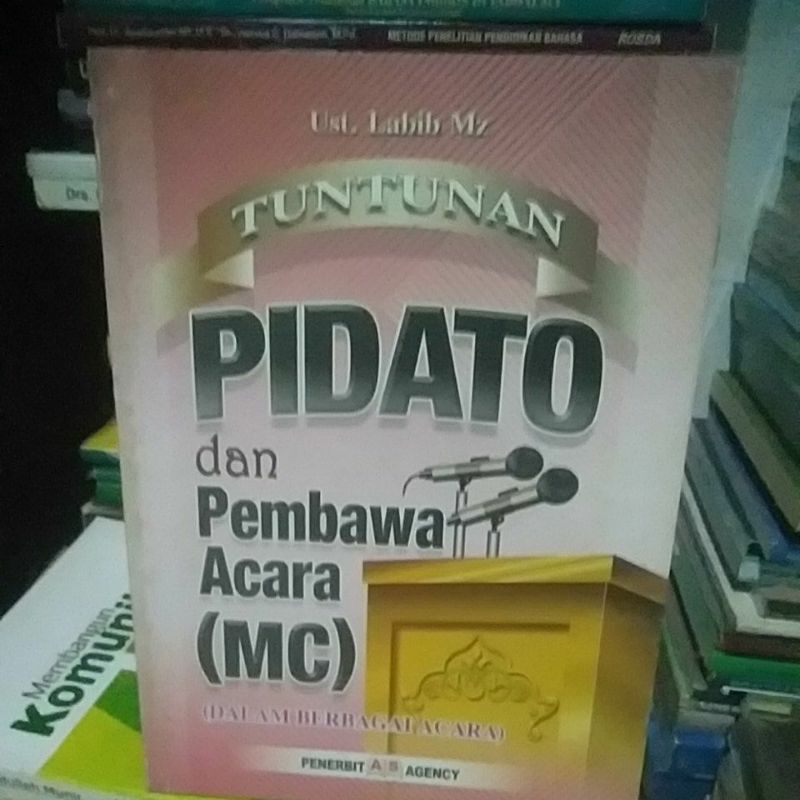 METODE PENELITIAN PENDIDIKAN BAHASA
ROSDA
Dra.
Ust. Labib Mz
TUNTUNAN
PIDATO
dan
Pembawa
Acara
(MC)
(DALAM BERBAGAI ACARA)
PENERBIT AS AGENCY
Membangun
Komuni